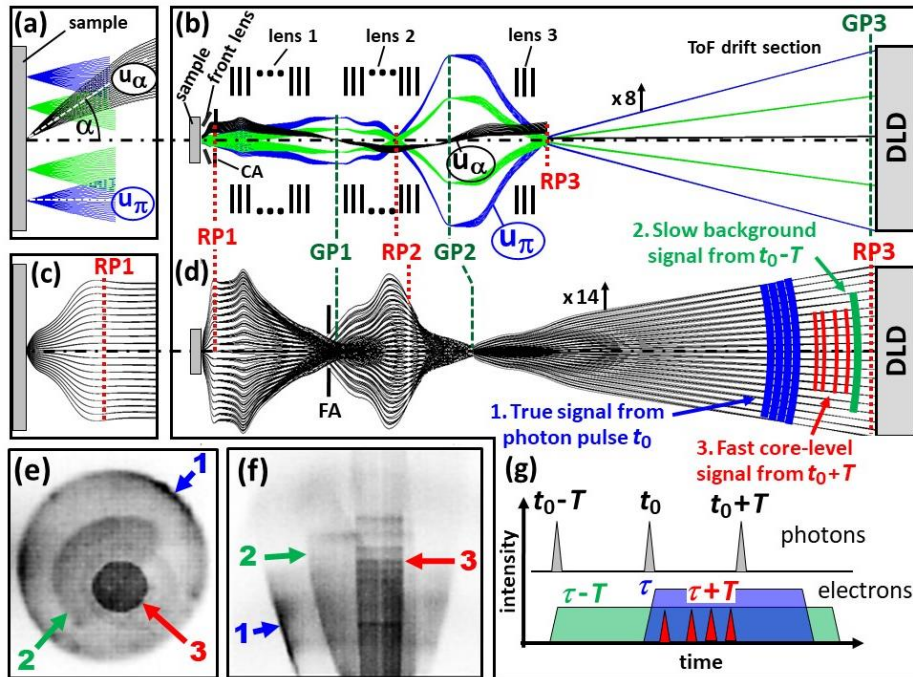 (a)
sample
uα
α
uπ
(b)
sample
front lens
lens 1
lens 2
lens 3
ToF drift section
GP3
x 8
uα
CA
uπ
RP3
DLD
RP1
GP1
RP2
GP2
2. Slow background
signal from t₀-T
RP3
(c)
RP1
(d)
x 14
FA
1. True signal from
photon pulse t₀
3. Fast core-level
signal from t₀+T
DLD
(e)
1
2
3
(f)
1
2
3
(g)
t₀-T
t₀
t₀+T
photons
intensity
electrons
τ-T
τ
τ+T
time